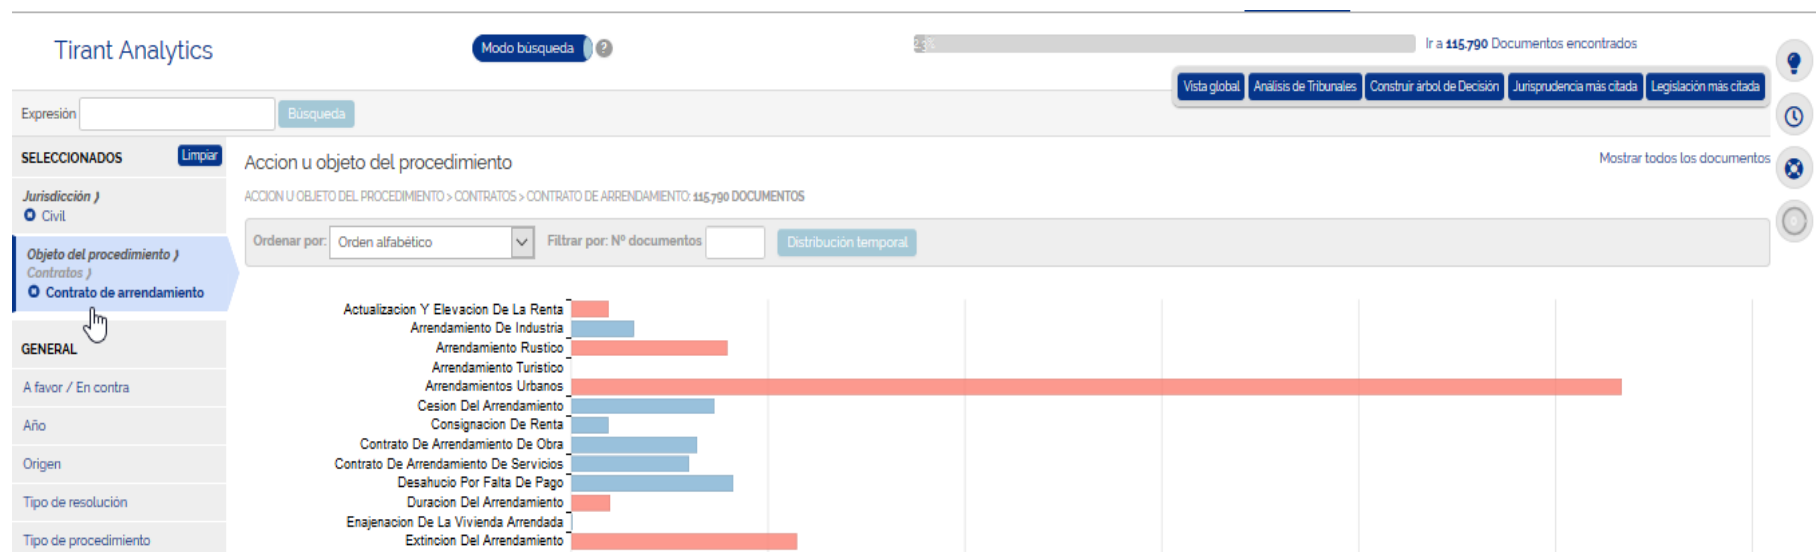 Tirant Analytics
Modo búsqueda ?
2.3%
Ir a 115.790 Documentos encontrados
Vista global Análisis de Tribunales Construir árbol de Decisión Jurisprudencia más citada Legislación más citada
Expresión Búsqueda
SELECCIONADOS Limpiar
Jurisdicción ❭
Civil
Objeto del procedimiento ❭
Contratos ❭
Contrato de arrendamiento
GENERAL
A favor / En contra
Año
Origen
Tipo de resolución
Tipo de procedimiento
Accion u objeto del procedimiento
Mostrar todos los documentos
ACCION U OBJETO DEL PROCEDIMIENTO > CONTRATOS > CONTRATO DE ARRENDAMIENTO: 115.790 DOCUMENTOS
Ordenar por: Orden alfabético Filtrar por: Nº documentos Distribución temporal
Actualizacion Y Elevacion De La Renta
Arrendamiento De Industria
Arrendamiento Rustico
Arrendamiento Turistico
Arrendamientos Urbanos
Cesion Del Arrendamiento
Consignacion De Renta
Contrato De Arrendamiento De Obra
Contrato De Arrendamiento De Servicios
Desahucio Por Falta De Pago
Duracion Del Arrendamiento
Enajenacion De La Vivienda Arrendada
Extincion Del Arrendamiento
0